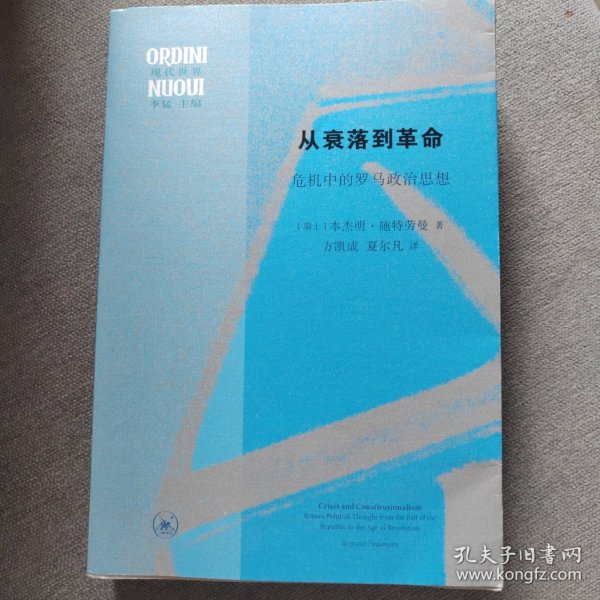 ORDINI
现代世界
NUOVI
李猛 主编
从衰落到革命
危机中的罗马政治思想
[瑞士]本杰明·施特劳曼 著
方凯成 夏尔凡 译
Crisis and Constitutionalism
Roman Political Thought from the Fall of the
Republic to the Age of Revolution
Benjamin Straumann
孔夫子旧书网
www.kongfz.com